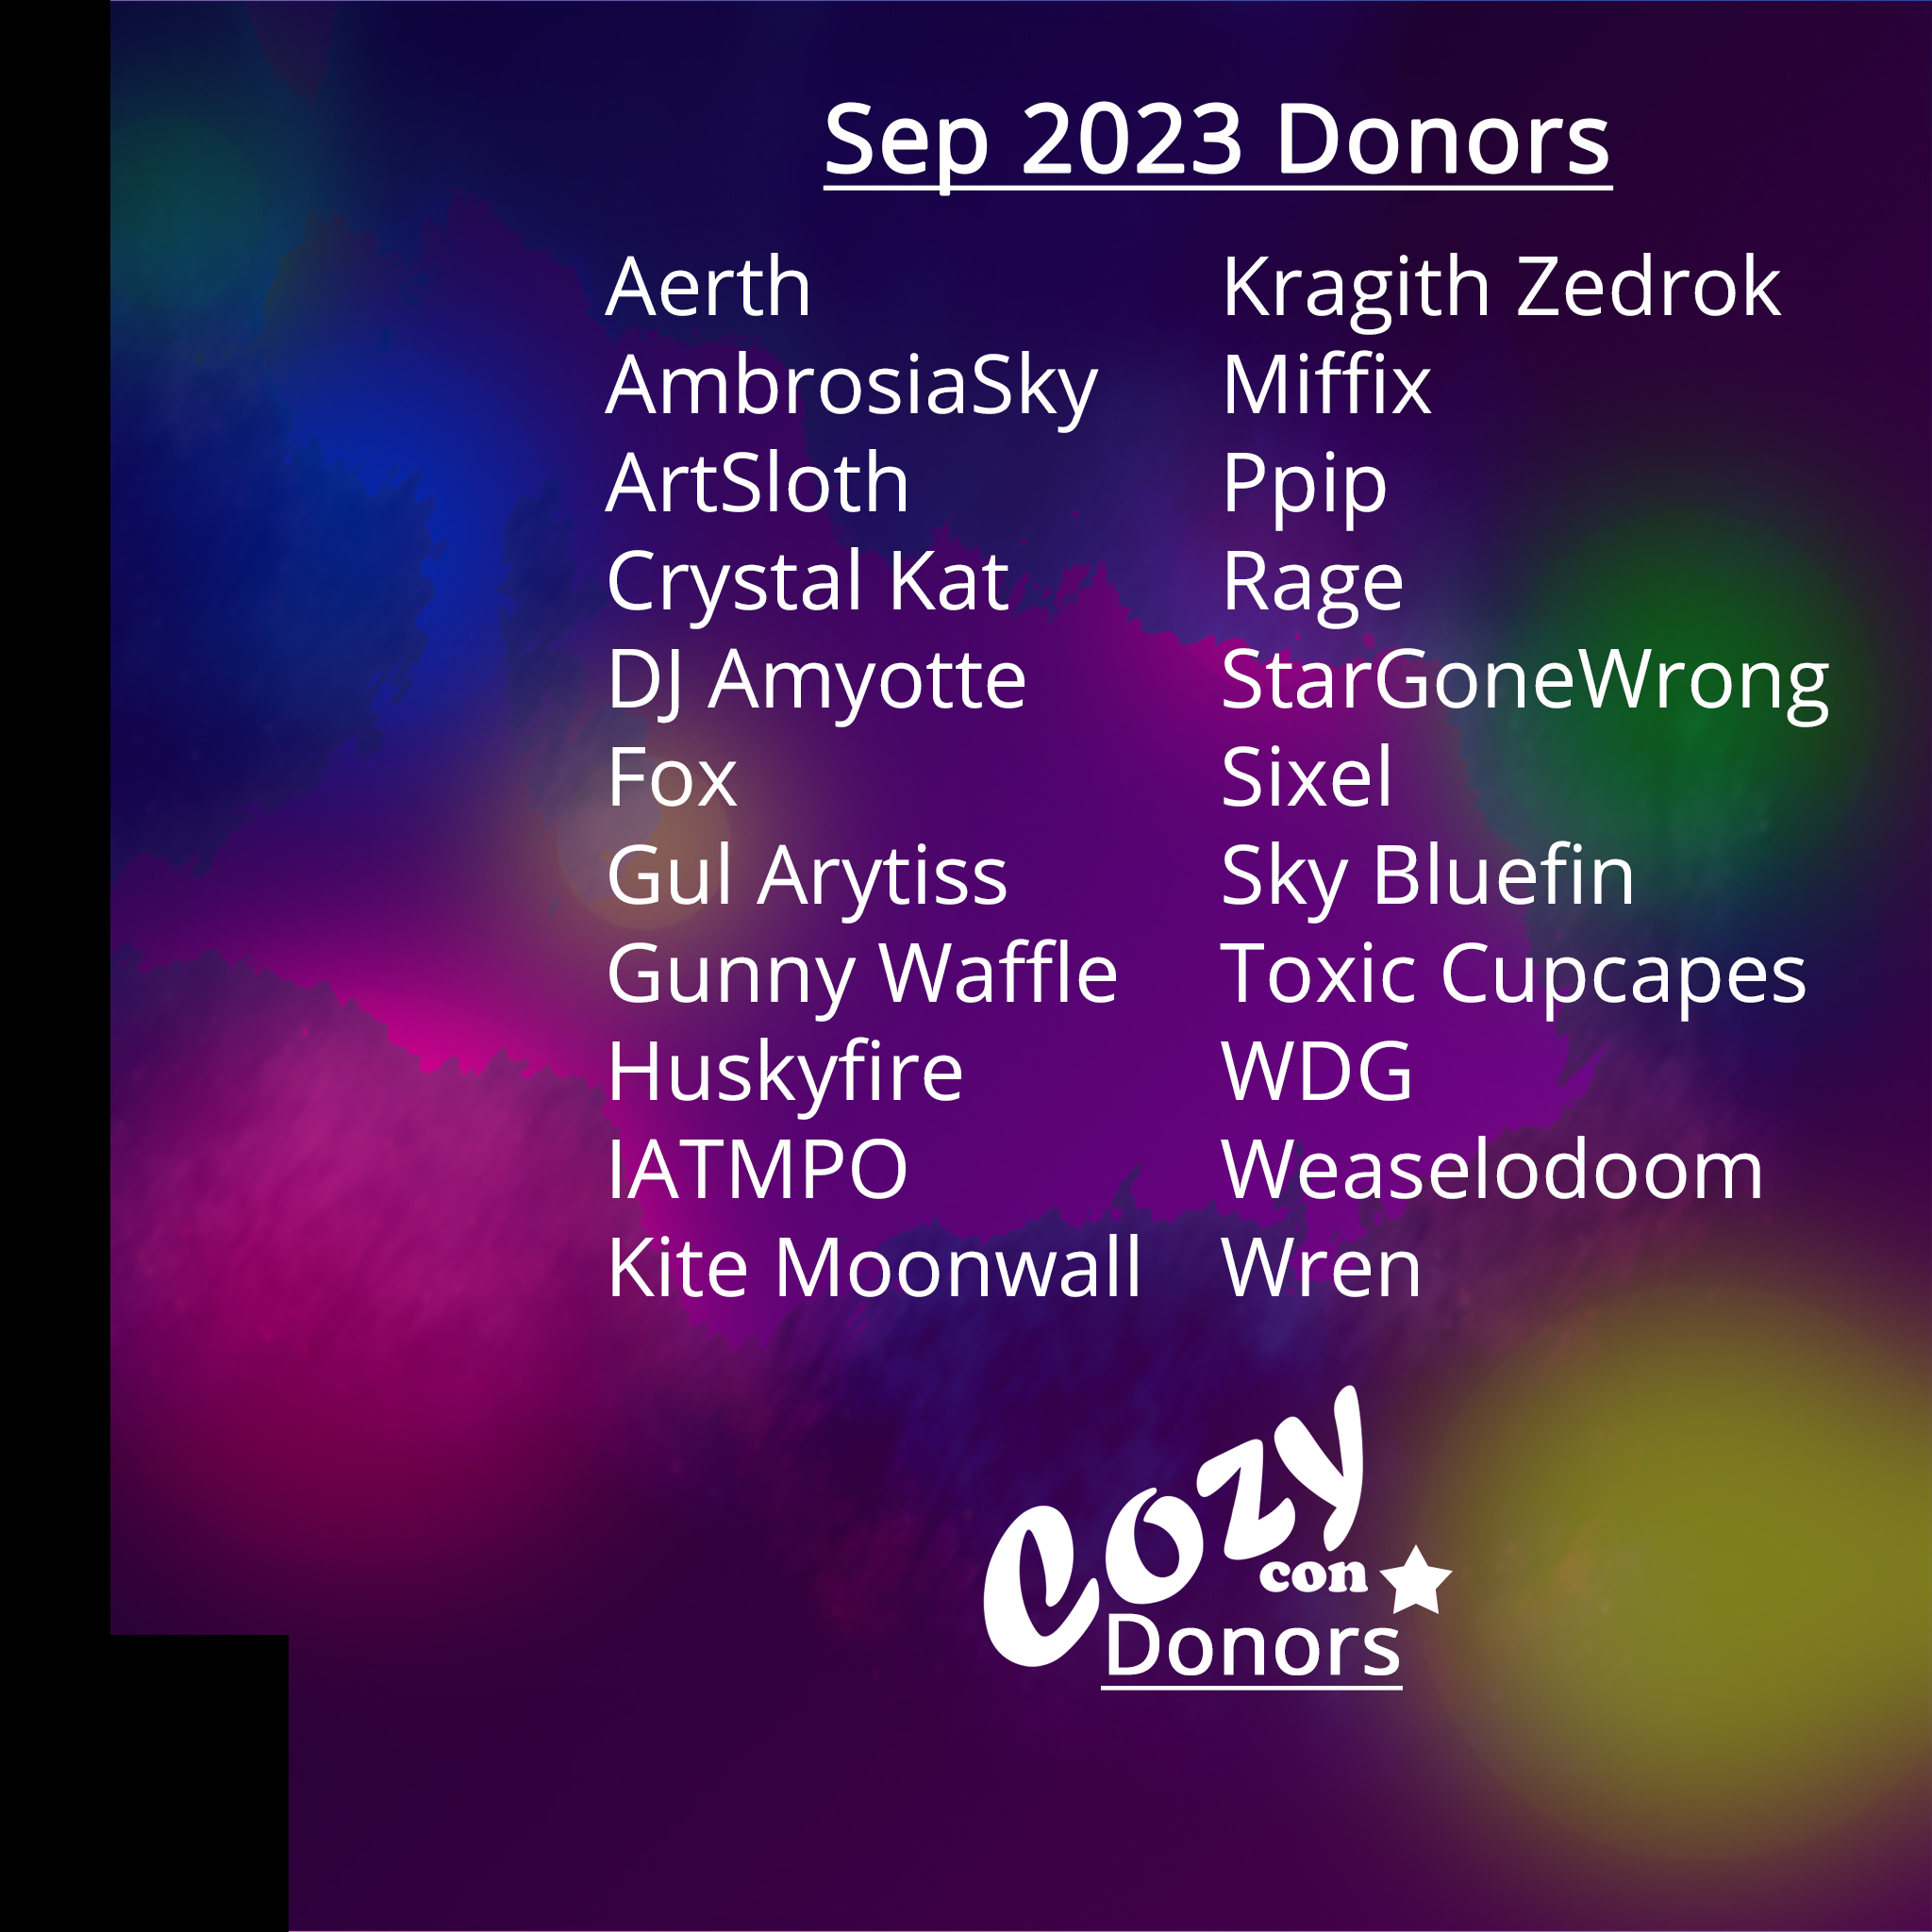 Sep 2023 Donors
Aerth
AmbrosiaSky
ArtSloth
Crystal Kat
DJ Amyotte
Fox
Gul Arytiss
Gunny Waffle
Huskyfire
IATMPO
Kite Moonwall
Kragith Zedrok
Miffix
Ppip
Rage
StarGoneWrong
Sixel
Sky Bluefin
Toxic Cupcapes
WDG
Weaselodoom
Wren
Cozy
con
Donors